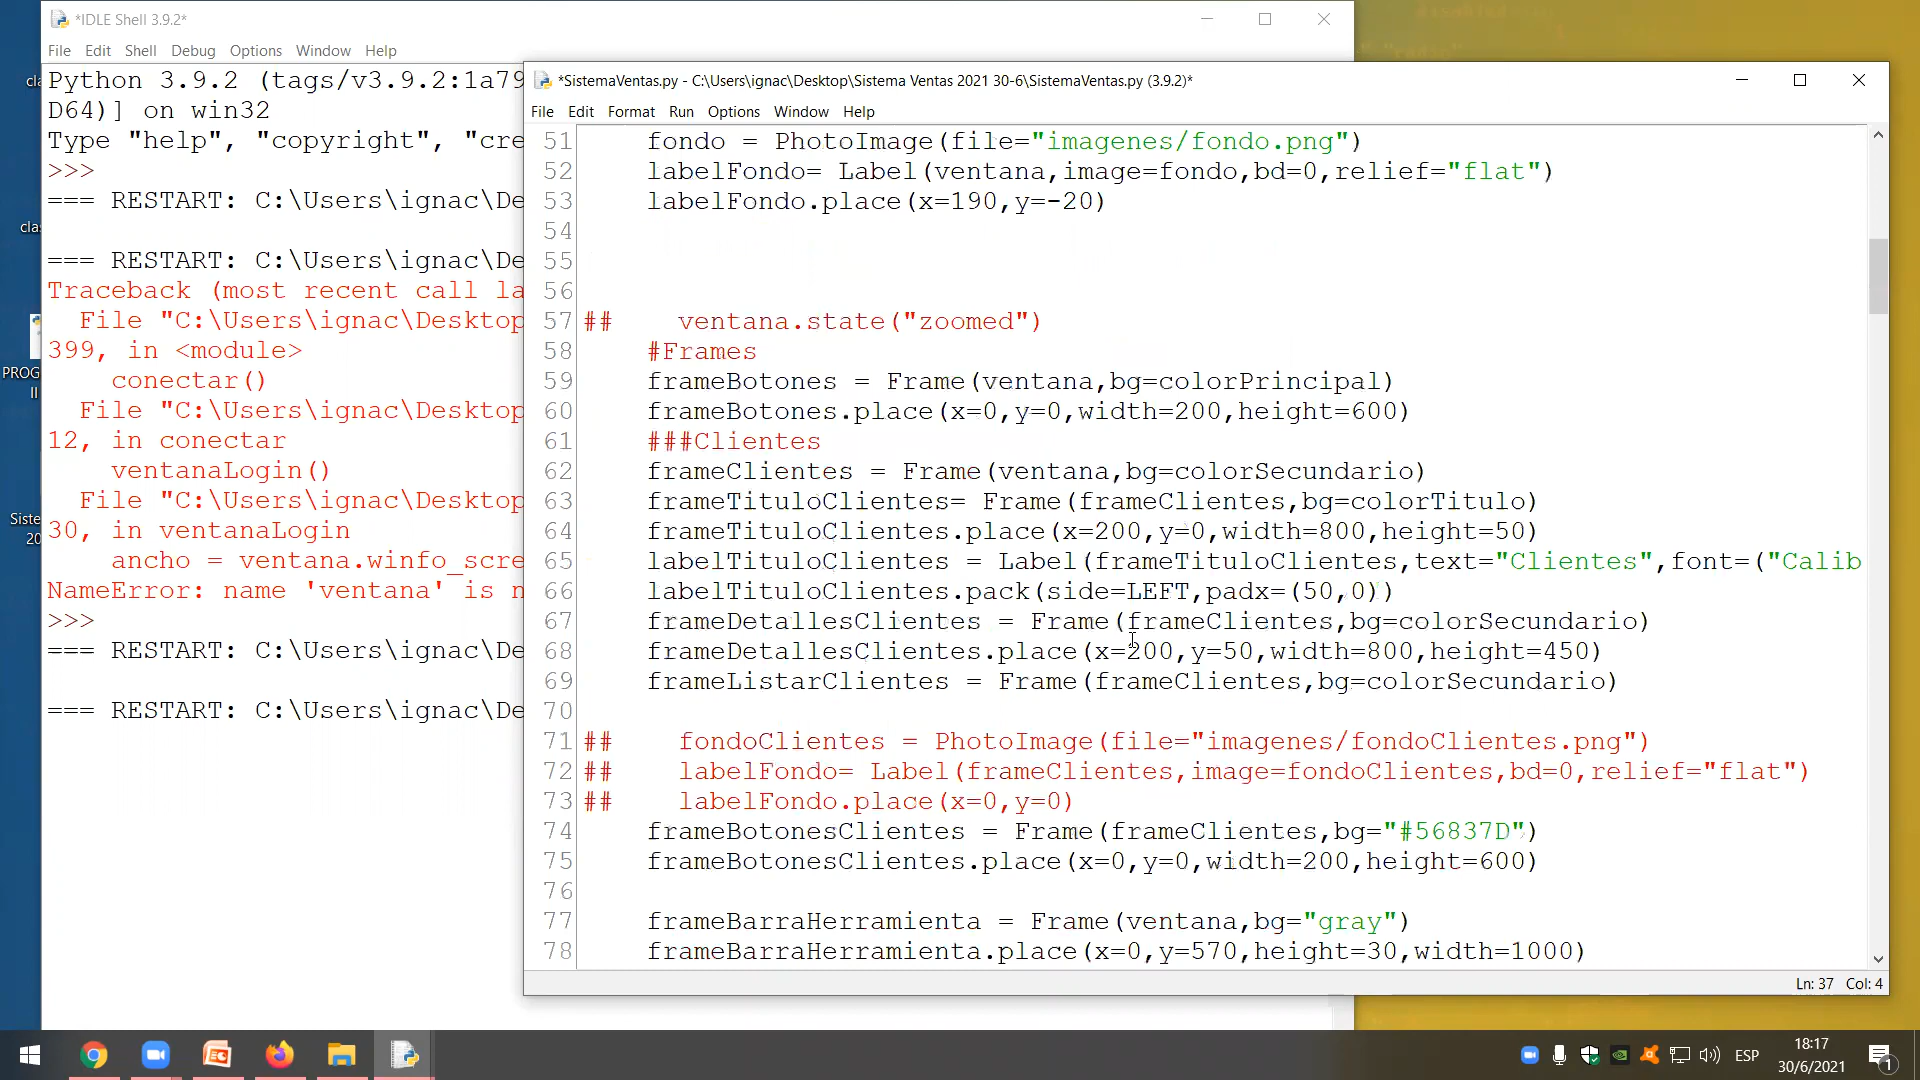 *IDLE Shell 3.9.2*
File Edit Shell Debug Options Window Help
Python 3.9.2 (tags/v3.9.2:1a79
D64)] on win32
Type "help", "copyright", "cre
>>>
=== RESTART: C:\Users\ignac\De
=== RESTART: C:\Users\ignac\De
Traceback (most recent call la
File "C:\Users\ignac\Desktop
399, in <module>
conectar()
File "C:\Users\ignac\Desktop
12, in conectar
ventanaLogin()
File "C:\Users\ignac\Desktop
30, in ventanaLogin
ancho = ventana.winfo_scre
NameError: name 'ventana' is n
>>>
=== RESTART: C:\Users\ignac\De
=== RESTART: C:\Users\ignac\De
*SistemaVentas.py - C:\Users\ignac\Desktop\Sistema Ventas 2021 30-6\SistemaVentas.py (3.9.2)*
File Edit Format Run Options Window Help
51 fondo = PhotoImage(file="imagenes/fondo.png")
52 labelFondo= Label(ventana,image=fondo,bd=0,relief="flat")
53 labelFondo.place(x=190,y=-20)
54
55
56
57 ## ventana.state("zoomed")
58 #Frames
59 frameBotones = Frame(ventana,bg=colorPrincipal)
60 frameBotones.place(x=0,y=0,width=200,height=600)
61 ###Clientes
62 frameClientes = Frame(ventana,bg=colorSecundario)
63 frameTituloClientes= Frame(frameClientes,bg=colorTitulo)
64 frameTituloClientes.place(x=200,y=0,width=800,height=50)
65 labelTituloClientes = Label(frameTituloClientes,text="Clientes",font=("Calib
66 labelTituloClientes.pack(side=LEFT,padx=(50,0))
67 frameDetallesClientes = Frame(frameClientes,bg=colorSecundario)
68 frameDetallesClientes.place(x=200,y=50,width=800,height=450)
69 frameListarClientes = Frame(frameClientes,bg=colorSecundario)
70
71 ## fondoClientes = PhotoImage(file="imagenes/fondoClientes.png")
72 ## labelFondo= Label(frameClientes,image=fondoClientes,bd=0,relief="flat")
73 ## labelFondo.place(x=0,y=0)
74 frameBotonesClientes = Frame(frameClientes,bg="#56837D")
75 frameBotonesClientes.place(x=0,y=0,width=200,height=600)
76
77 frameBarraHerramienta = Frame(ventana,bg="gray")
78 frameBarraHerramienta.place(x=0,y=570,height=30,width=1000)
Ln: 37 Col: 4
cla
clas
PROG
II
Siste
20
ESP
18:17
30/6/2021
1